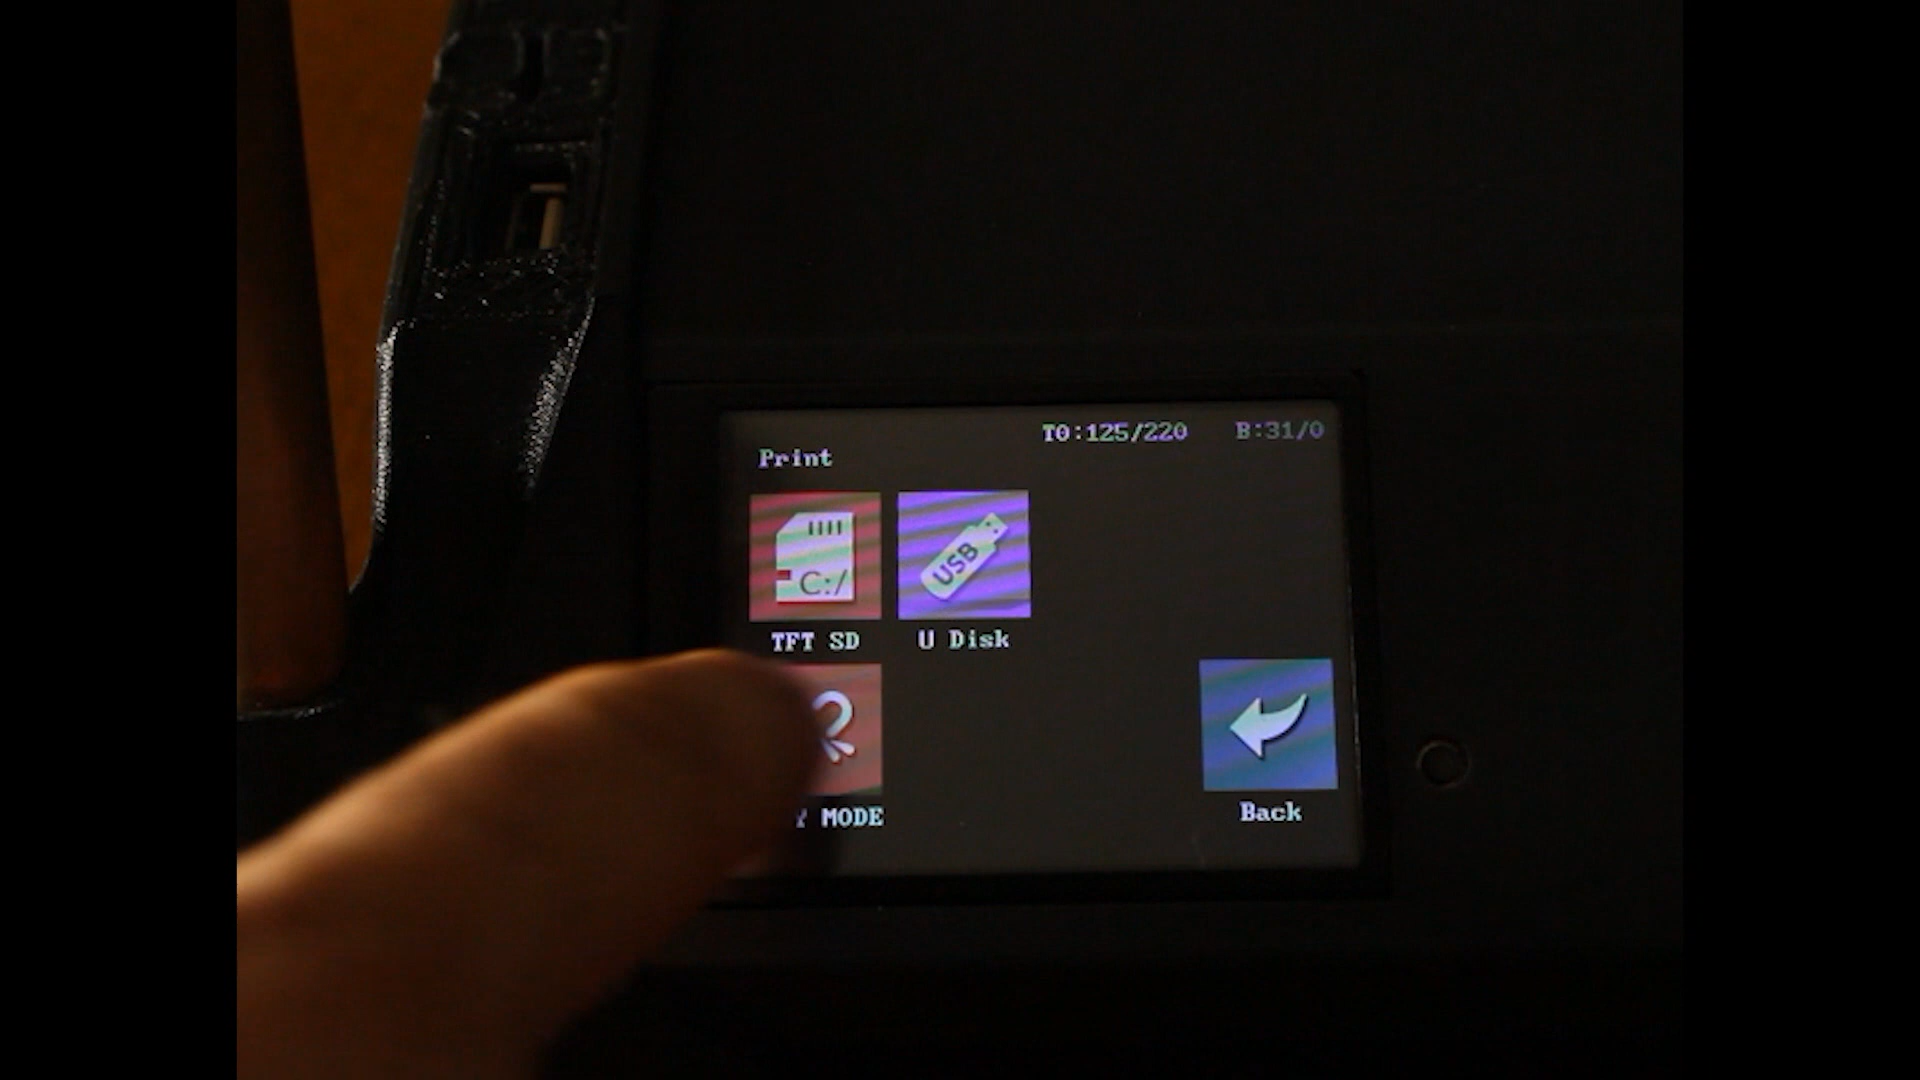 T0:125/220 B:31/0
Print
C:/ USB
TFT SD U Disk
MODE
Back